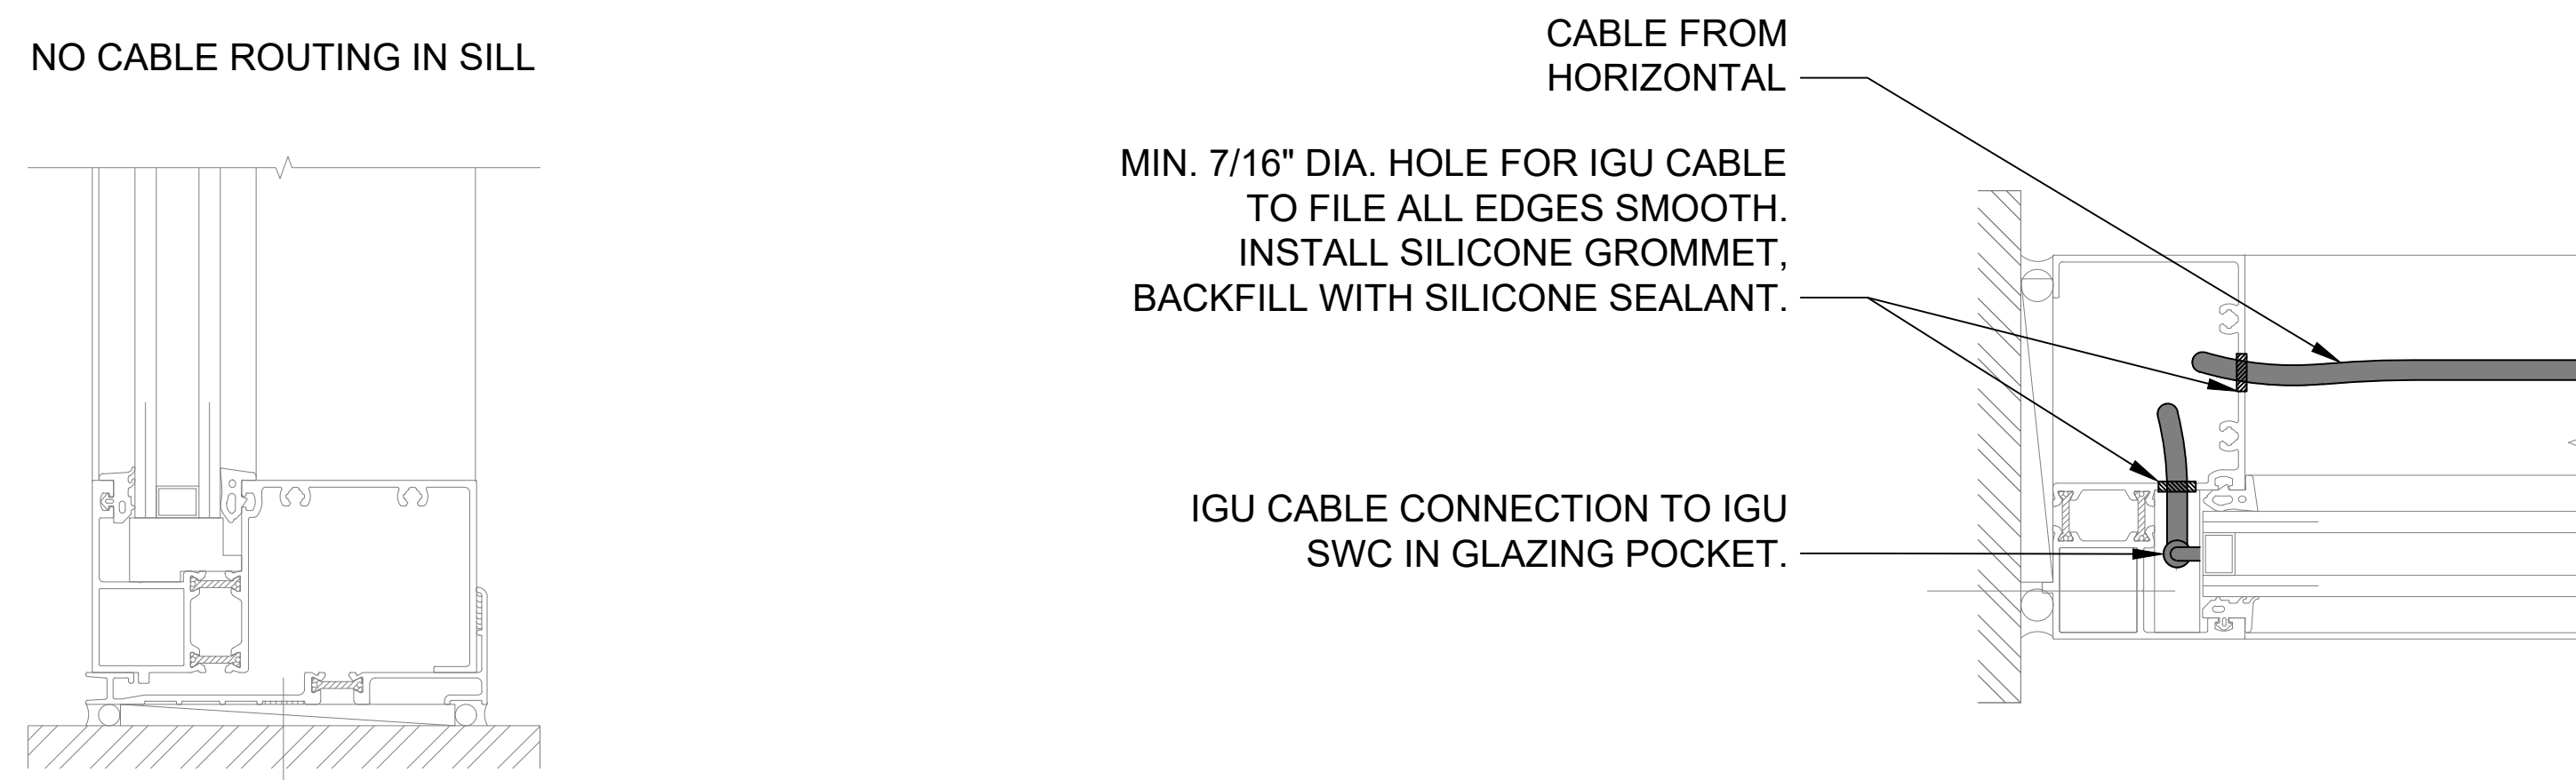 NO CABLE ROUTING IN SILL
CABLE FROM
HORIZONTAL
MIN. 7/16" DIA. HOLE FOR IGU CABLE
TO FILE ALL EDGES SMOOTH.
INSTALL SILICONE GROMMET,
BACKFILL WITH SILICONE SEALANT.
IGU CABLE CONNECTION TO IGU
SWC IN GLAZING POCKET.